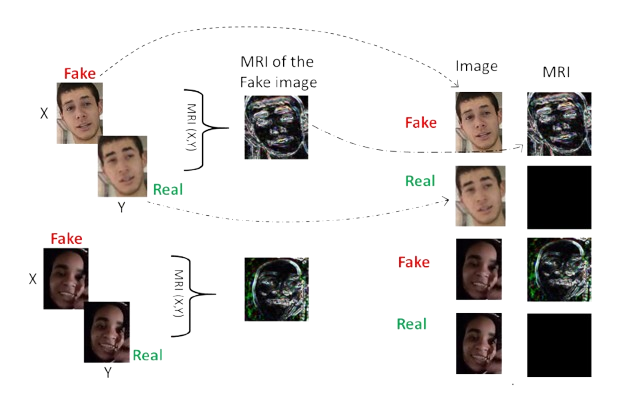 MRI of the
Fake image
Image
MRI
Fake
X
MRI (X,Y)
Real
Y
Fake
Real
Fake
X
MRI (X,Y)
Real
Y
Fake
Real